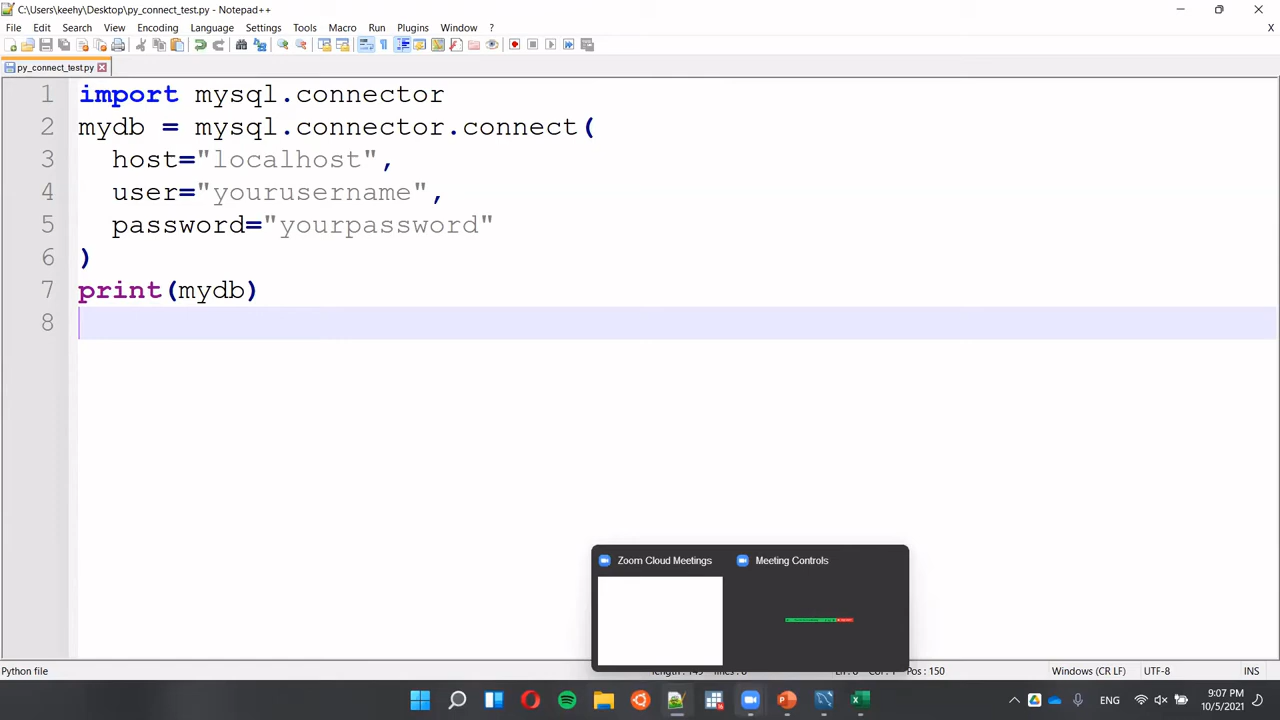 C:\Users\keehy\Desktop\py_connect_test.py - Notepad++
File Edit Search View Encoding Language Settings Tools Macro Run Plugins Window ? X
py_connect_test.py
1 import mysql.connector
2 mydb = mysql.connector.connect(
3 host="localhost",
4 user="yourusername",
5 password="yourpassword"
6 )
7 print(mydb)
8
Zoom Cloud Meetings Meeting Controls
Python file Pos : 150 Windows (CR LF) UTF-8 INS
ENG
9:07 PM
10/5/2021